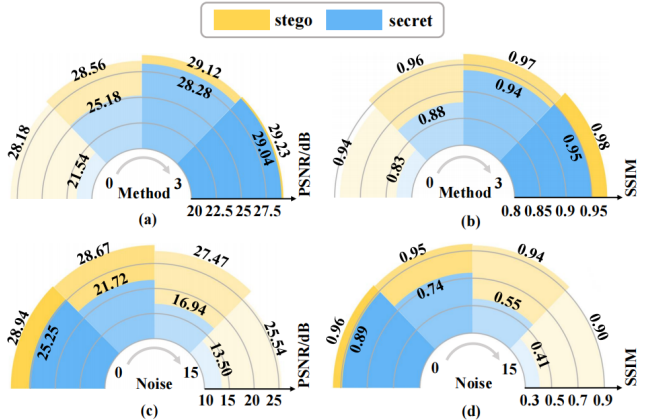 stego
secret
28.18
28.56
29.12
29.23
21.54
25.18
28.28
29.04
0
3
Method
PSNR/dB
20 22.5 25 27.5
(a)
0.94
0.96
0.97
0.98
0.83
0.88
0.94
0.95
0
3
Method
SSIM
0.8 0.85 0.9 0.95
(b)
28.94
28.67
27.47
25.54
25.25
21.72
16.94
13.50
0
15
Noise
PSNR/dB
10 15 20 25
(c)
0.96
0.95
0.94
0.90
0.89
0.74
0.55
0.41
0
15
Noise
SSIM
0.3 0.5 0.7 0.9
(d)